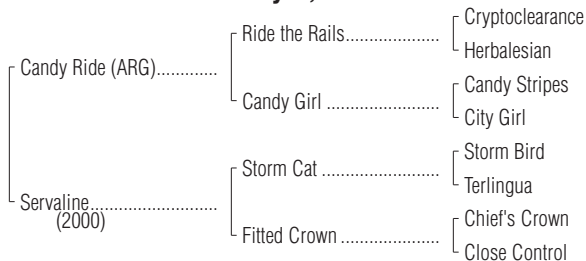 Cryptoclearance
Ride the Rails....................
Herbalesian
Candy Ride (ARG)............
Candy Stripes
Candy Girl ........................
City Girl
Storm Bird
Storm Cat .........................
Terlingua
Servaline.........................
(2000)
Chief's Crown
Fitted Crown .....................
Close Control